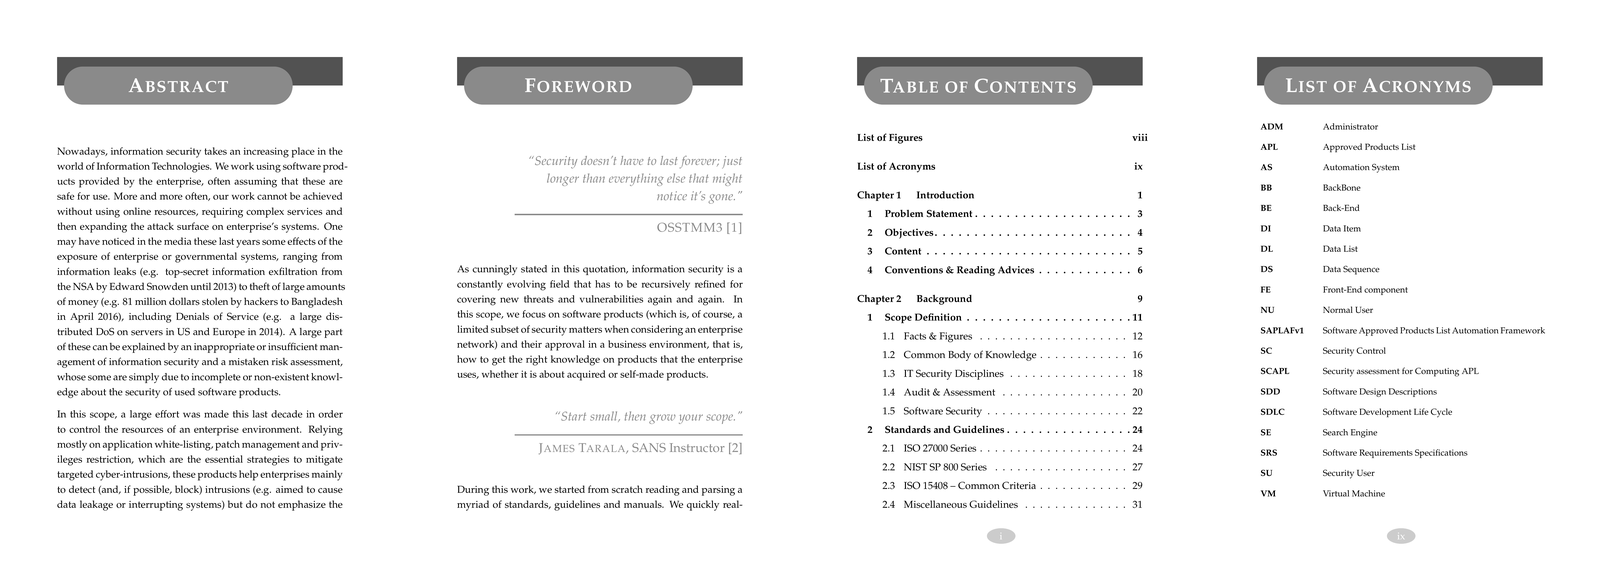 ABSTRACT
Nowadays, information security takes an increasing place in the
world of Information Technologies. We work using software prod-
ucts provided by the enterprise, often assuming that these are
safe for use. More and more often, our work cannot be achieved
without using online resources, requiring complex services and
then expanding the attack surface on enterprise's systems. One
may have noticed in the media these last years some effects of the
exposure of enterprise or governmental systems, ranging from
information leaks (e.g. top-secret information exfiltration from
the NSA by Edward Snowden until 2013) to theft of large amounts
of money (e.g. 81 million dollars stolen by hackers to Bangladesh
in April 2016), including Denials of Service (e.g. a large dis-
tributed DoS on servers in US and Europe in 2014). A large part
of these can be explained by an inappropriate or insufficient man-
agement of information security and a mistaken risk assessment,
whose some are simply due to incomplete or non-existent knowl-
edge about the security of used software products.
In this scope, a large effort was made this last decade in order
to control the resources of an enterprise environment. Relying
mostly on application white-listing, patch management and priv-
ileges restriction, which are the essential strategies to mitigate
targeted cyber-intrusions, these products help enterprises mainly
to detect (and, if possible, block) intrusions (e.g. aimed to cause
data leakage or interrupting systems) but do not emphasize the
FOREWORD
"Security doesn't have to last forever; just
longer than everything else that might
notice it's gone."
OSSTMM3 [1]
As cunningly stated in this quotation, information security is a
constantly evolving field that has to be recursively refined for
covering new threats and vulnerabilities again and again. In
this scope, we focus on software products (which is, of course, a
limited subset of security matters when considering an enterprise
network) and their approval in a business environment, that is,
how to get the right knowledge on products that the enterprise
uses, whether it is about acquired or self-made products.
"Start small, then grow your scope."
JAMES TARALA, SANS Instructor [2]
During this work, we started from scratch reading and parsing a
myriad of standards, guidelines and manuals. We quickly real-
TABLE OF CONTENTS
List of Figures viii
List of Acronyms ix
Chapter 1 Introduction 1
1 Problem Statement . . . . . . . . . . . . . . . . . . . . 3
2 Objectives. . . . . . . . . . . . . . . . . . . . . . . . . 4
3 Content . . . . . . . . . . . . . . . . . . . . . . . . . . 5
4 Conventions & Reading Advices . . . . . . . . . . . . 6
Chapter 2 Background 9
1 Scope Definition . . . . . . . . . . . . . . . . . . . . . 11
1.1 Facts & Figures . . . . . . . . . . . . . . . . . . . . 12
1.2 Common Body of Knowledge . . . . . . . . . . . . 16
1.3 IT Security Disciplines . . . . . . . . . . . . . . . . 18
1.4 Audit & Assessment . . . . . . . . . . . . . . . . . 20
1.5 Software Security . . . . . . . . . . . . . . . . . . . 22
2 Standards and Guidelines . . . . . . . . . . . . . . . . 24
2.1 ISO 27000 Series . . . . . . . . . . . . . . . . . . . . 24
2.2 NIST SP 800 Series . . . . . . . . . . . . . . . . . . 27
2.3 ISO 15408 – Common Criteria . . . . . . . . . . . . 29
2.4 Miscellaneous Guidelines . . . . . . . . . . . . . . 31
i
LIST OF ACRONYMS
ADM Administrator
APL Approved Products List
AS Automation System
BB BackBone
BE Back-End
DI Data Item
DL Data List
DS Data Sequence
FE Front-End component
NU Normal User
SAPLAFv1 Software Approved Products List Automation Framework
SC Security Control
SCAPL Security assessment for Computing APL
SDD Software Design Descriptions
SDLC Software Development Life Cycle
SE Search Engine
SRS Software Requirements Specifications
SU Security User
VM Virtual Machine
ix